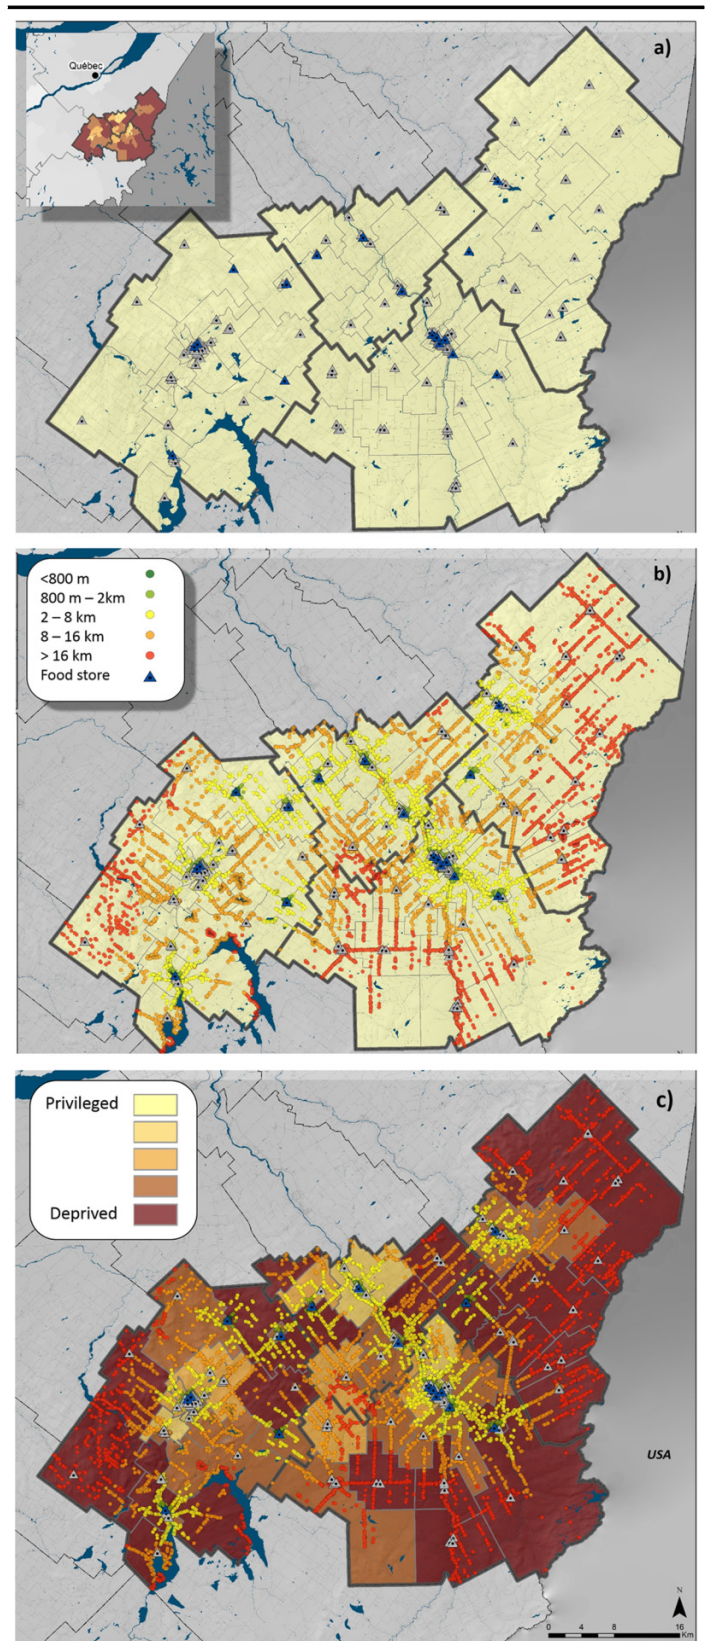 a)
Québec
b)
<800 m
800 m – 2km
2 – 8 km
8 – 16 km
> 16 km
Food store
c)
Privileged
Deprived
USA
N
0 4 8 16
Km